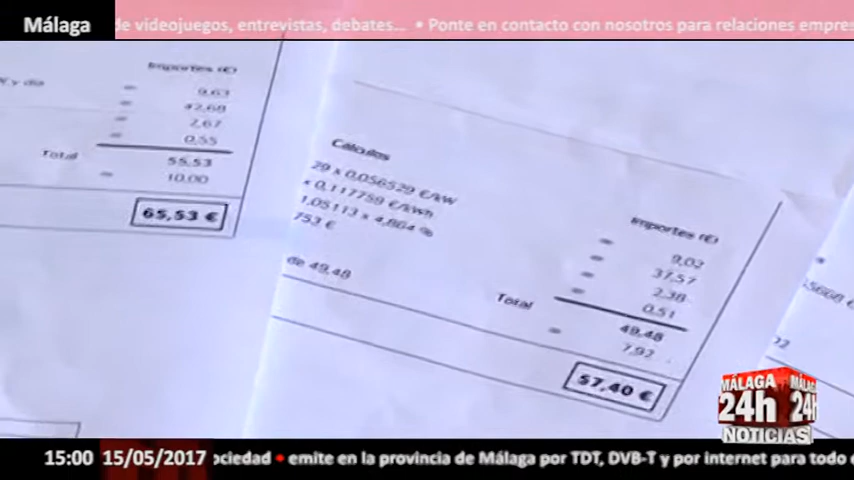 Málaga
de videojuegos, entrevistas, debates... • Ponte en contacto con nosotros para relaciones empres
Importes (€)
y día
9,63
42,68
2,67
0,55
Total
55,53
10,00
65,53 €
Cálculos
29 x 0,056529 €/kW
x 0,117759 €/kWh
1,05113 x 4,864 %
753 €
de 49,48
Importes (€)
= 9,02
= 37,57
= 2,38
= 0,51
Total
49,48
= 7,92
57,40 €
MÁLAGA
24h
NOTICIAS
MÁLAGA
24h
15:00 15/05/2017 ociedad • emite en la provincia de Málaga por TDT, DVB-T y por internet para todo e